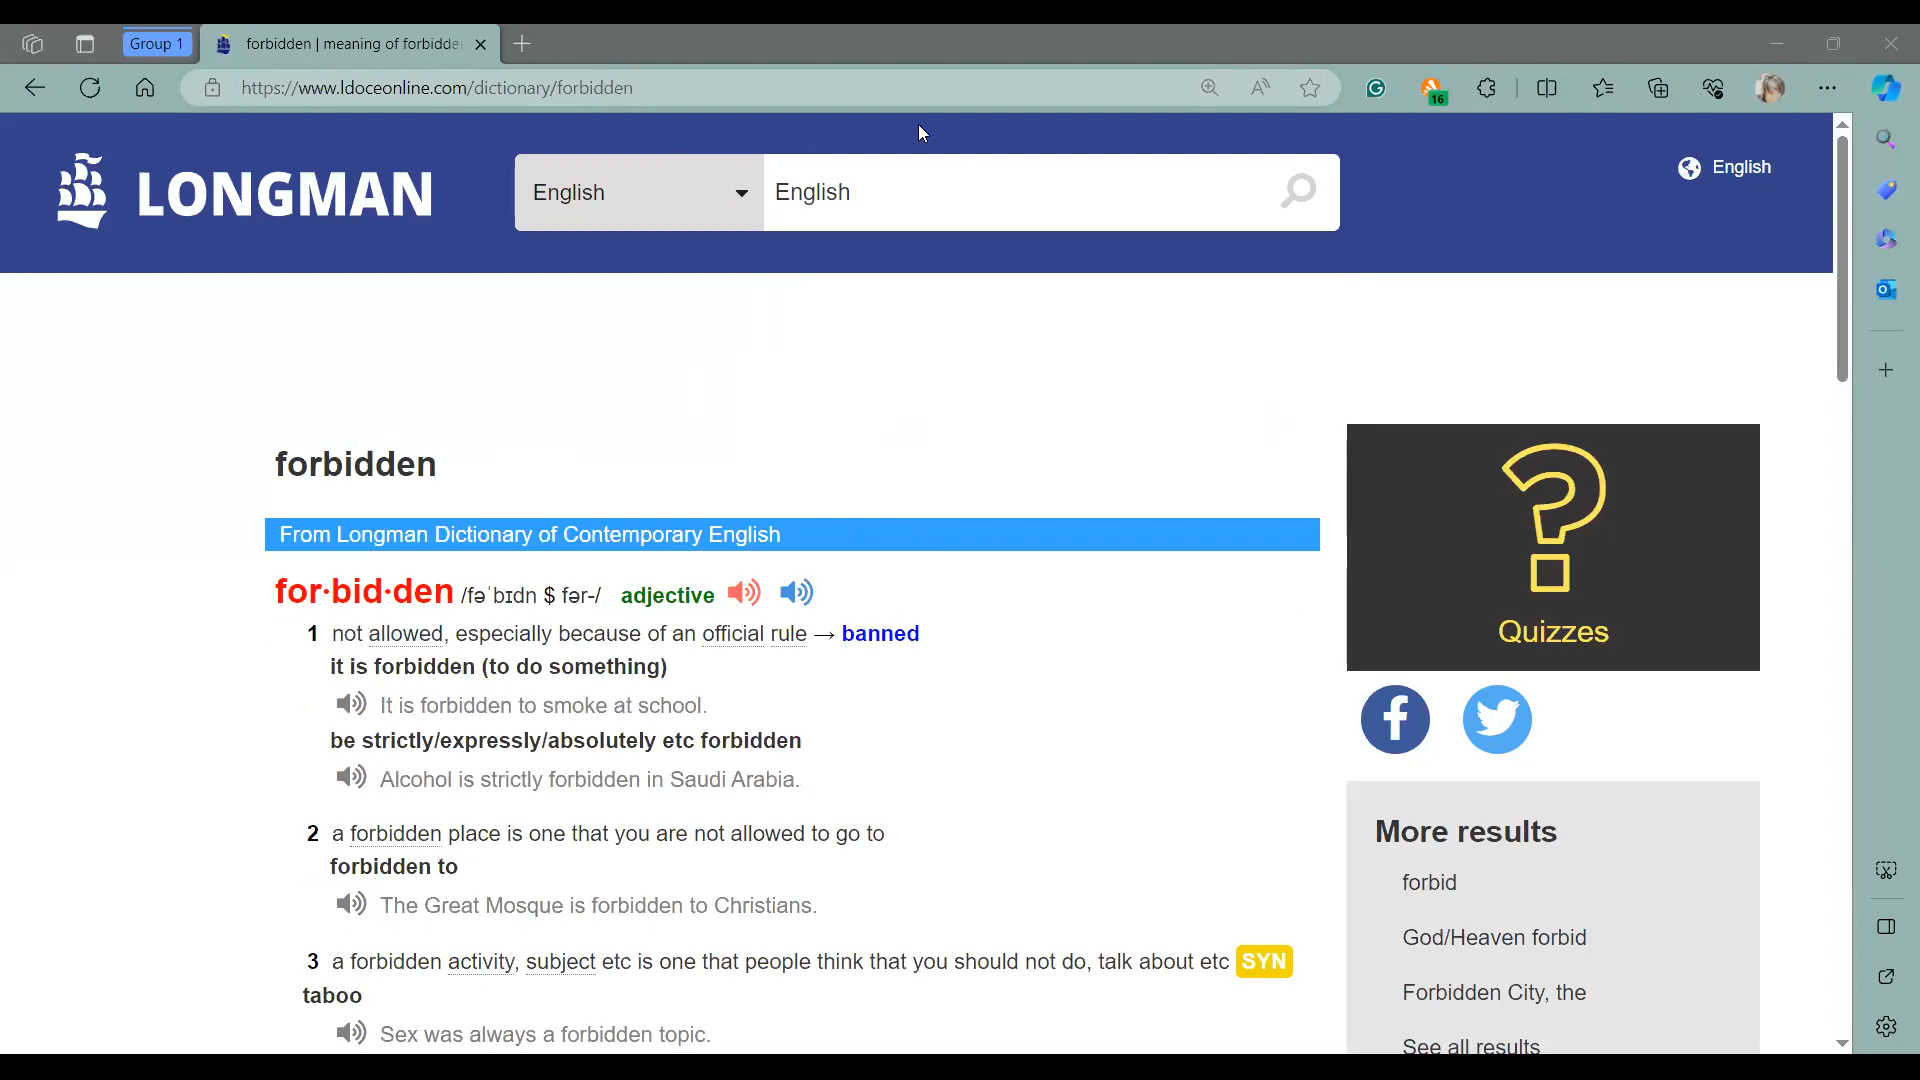 Group 1
forbidden | meaning of forbidde
https://www.ldoceonline.com/dictionary/forbidden
16
LONGMAN
English
English
English
forbidden
From Longman Dictionary of Contemporary English
for·bid·den /fəˈbɪdn $ fər-/ adjective
1 not allowed, especially because of an official rule → banned
it is forbidden (to do something)
It is forbidden to smoke at school.
be strictly/expressly/absolutely etc forbidden
Alcohol is strictly forbidden in Saudi Arabia.
2 a forbidden place is one that you are not allowed to go to
forbidden to
The Great Mosque is forbidden to Christians.
3 a forbidden activity, subject etc is one that people think that you should not do, talk about etc SYN
taboo
Sex was always a forbidden topic.
Quizzes
More results
forbid
God/Heaven forbid
Forbidden City, the
See all results